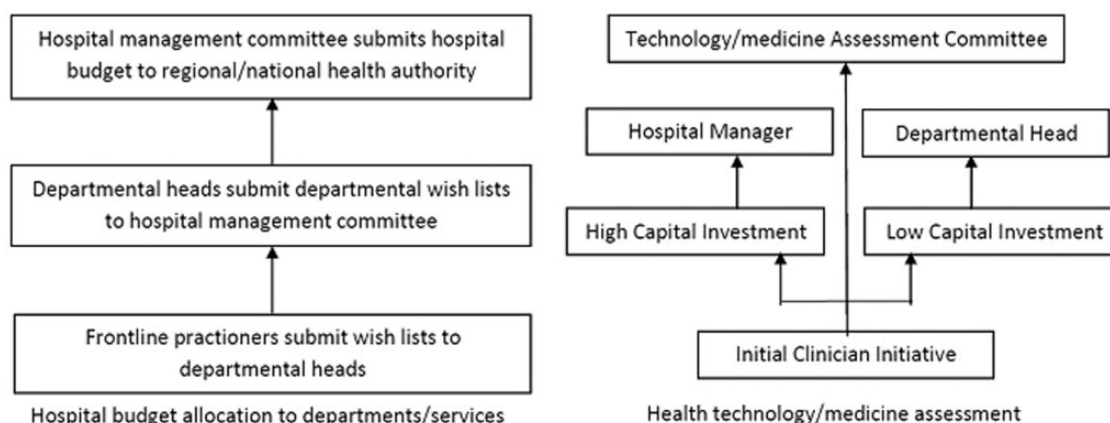 Hospital management committee submits hospital
budget to regional/national health authority
Departmental heads submit departmental wish lists
to hospital management committee
Frontline practioners submit wish lists to
departmental heads
Hospital budget allocation to departments/services
Technology/medicine Assessment Committee
Hospital Manager
Departmental Head
High Capital Investment
Low Capital Investment
Initial Clinician Initiative
Health technology/medicine assessment